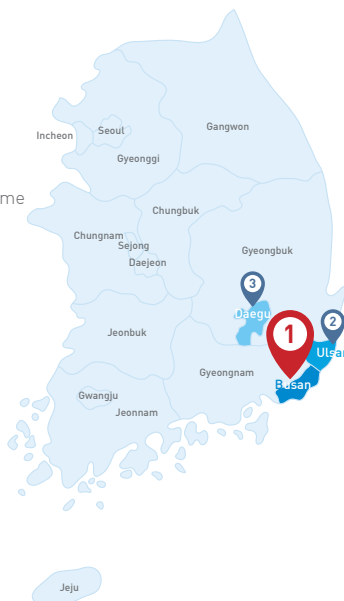 Gangwon
Incheon
Seoul
Gyeonggi
me
Chungbuk
Chungnam
Sejong
Daejeon
Gyeongbuk
3
Daegu
1
2
Ulsan
Jeonbuk
Gyeongnam
Busan
Gwangju
Jeonnam
Jeju